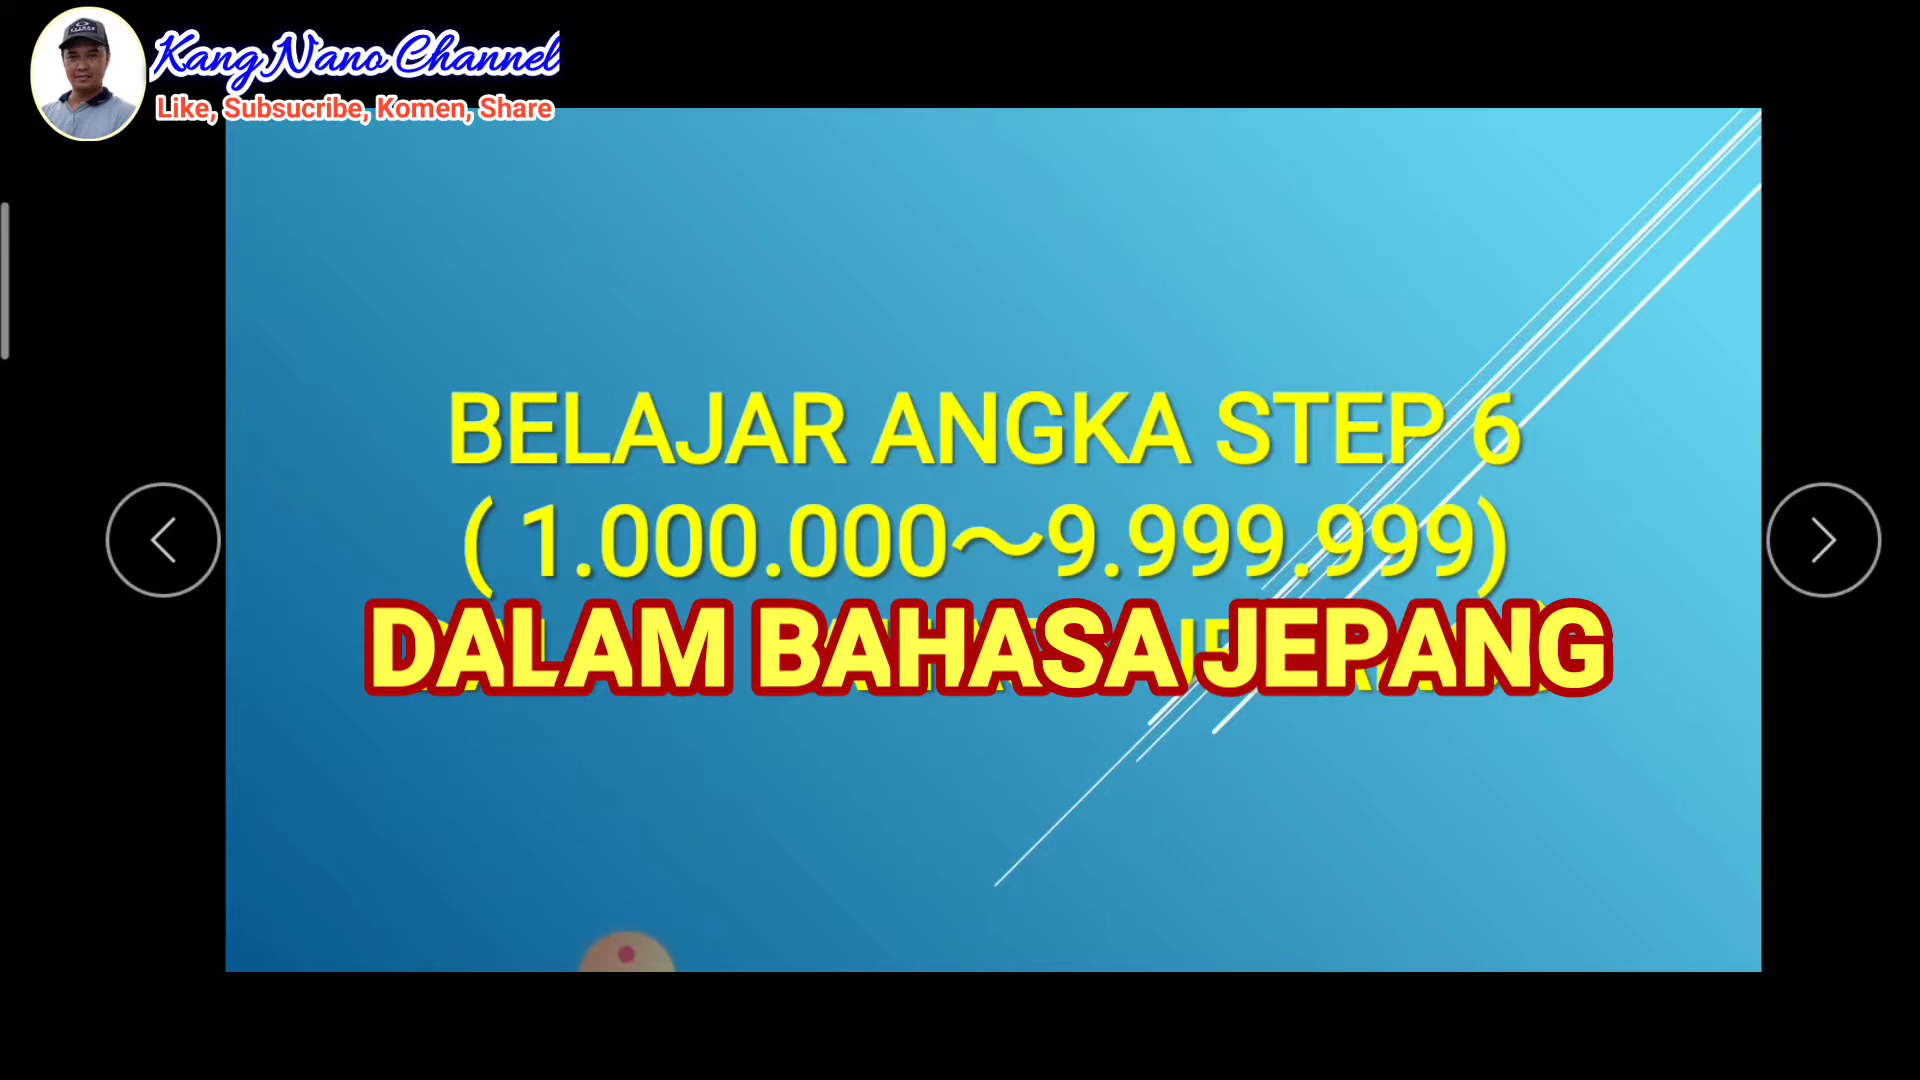 Kang Nano Channel
Like, Subsucribe, Komen, Share
BELAJAR ANGKA STEP 6
( 1.000.000～9.999.999)
DALAM BAHASA JEPANG